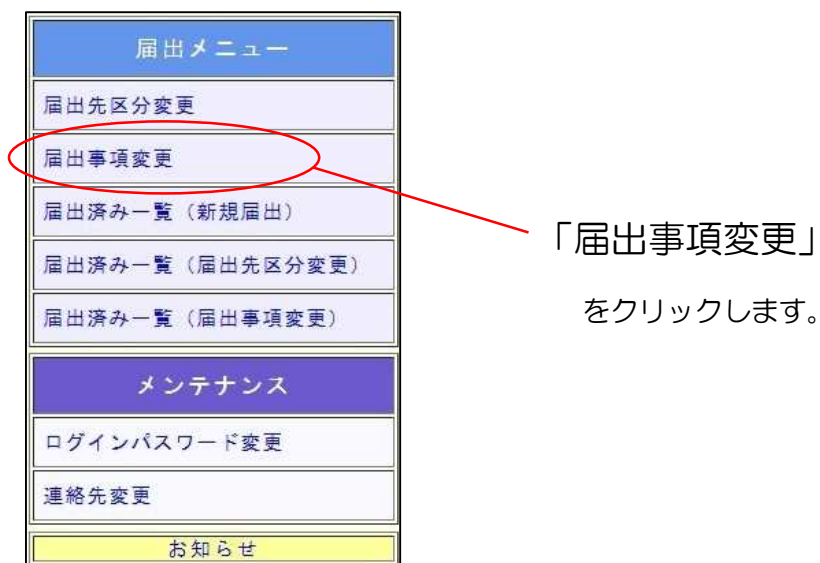 届出メニュー
届出先区分変更
届出事項変更
届出済み一覧（新規届出）
届出済み一覧（届出先区分変更）
届出済み一覧（届出事項変更）
メンテナンス
ログインパスワード変更
連絡先変更
お知らせ
「届出事項変更」
をクリックします。